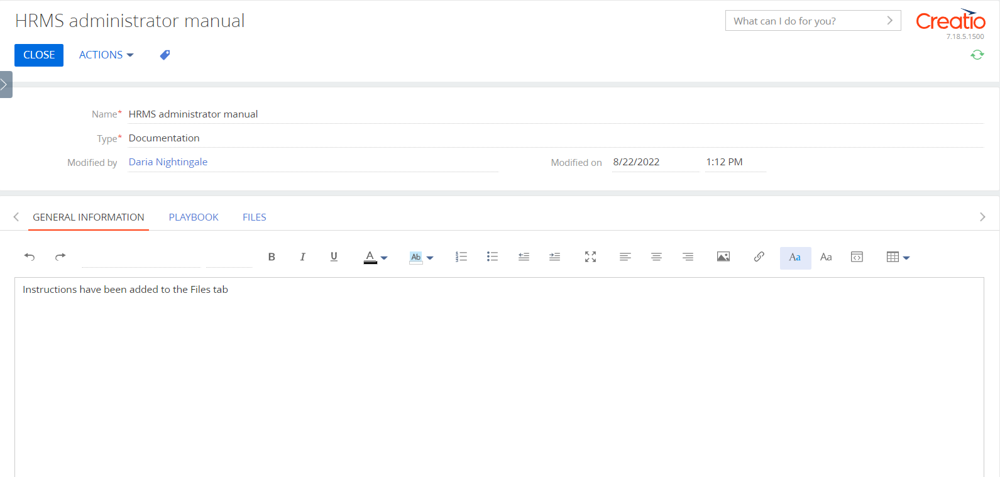 HRMS administrator manual
What can I do for you?
Creatio
7.18.5.1500
CLOSE
ACTIONS
Name*
HRMS administrator manual
Type*
Documentation
Modified by
Daria Nightingale
Modified on
8/22/2022
1:12 PM
GENERAL INFORMATION
PLAYBOOK
FILES
B
I
U
A
Ab
Aa
Aa
Instructions have been added to the Files tab